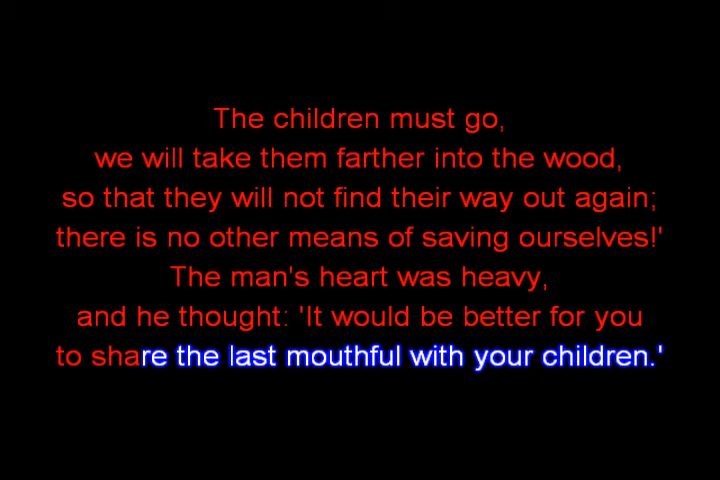 The children must go,
we will take them farther into the wood,
so that they will not find their way out again;
there is no other means of saving ourselves!'
The man's heart was heavy,
and he thought: 'It would be better for you
to share the last mouthful with your children.'